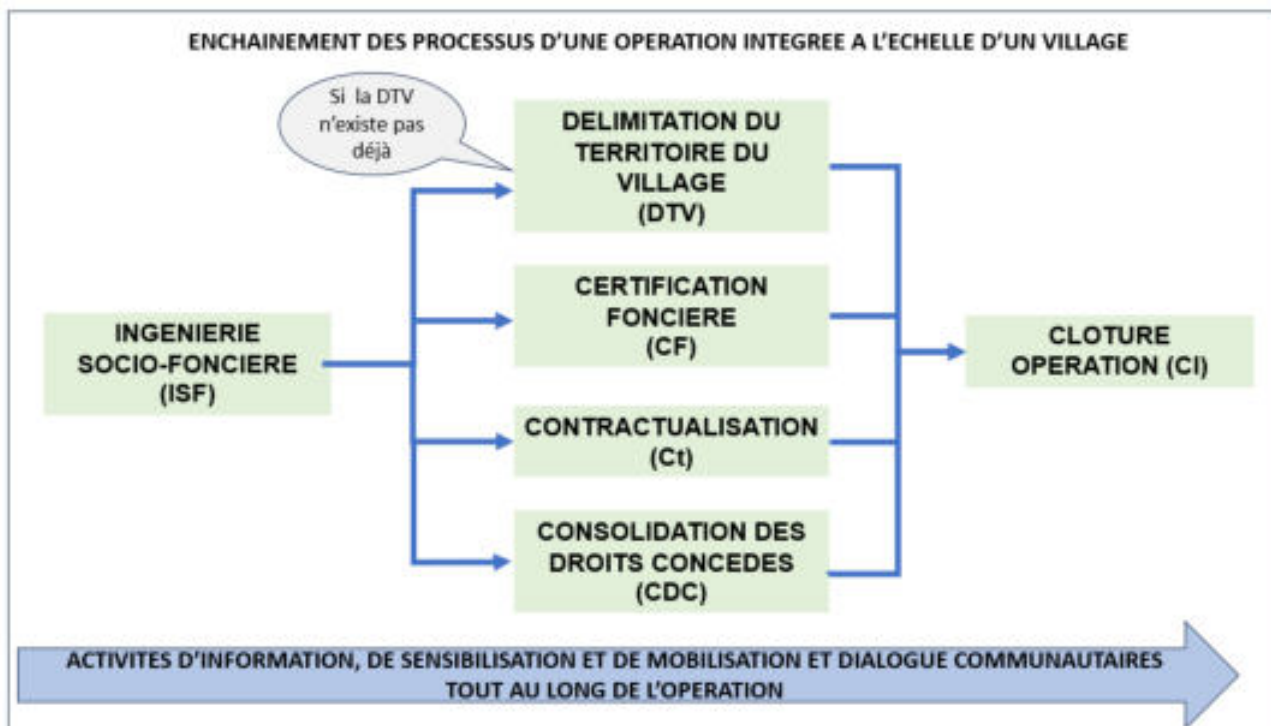 ENCHAINEMENT DES PROCESSUS D'UNE OPERATION INTEGREE A L'ECHELLE D'UN VILLAGE
Si la DTV
n'existe pas
déjà
DELIMITATION DU
TERRITOIRE DU
VILLAGE
(DTV)
CERTIFICATION
FONCIERE
(CF)
INGENIERIE
SOCIO-FONCIERE
(ISF)
CLOTURE
OPERATION (Cl)
CONTRACTUALISATION
(Ct)
CONSOLIDATION DES
DROITS CONCEDES
(CDC)
ACTIVITES D'INFORMATION, DE SENSIBILISATION ET DE MOBILISATION ET DIALOGUE COMMUNAUTAIRES
TOUT AU LONG DE L'OPERATION